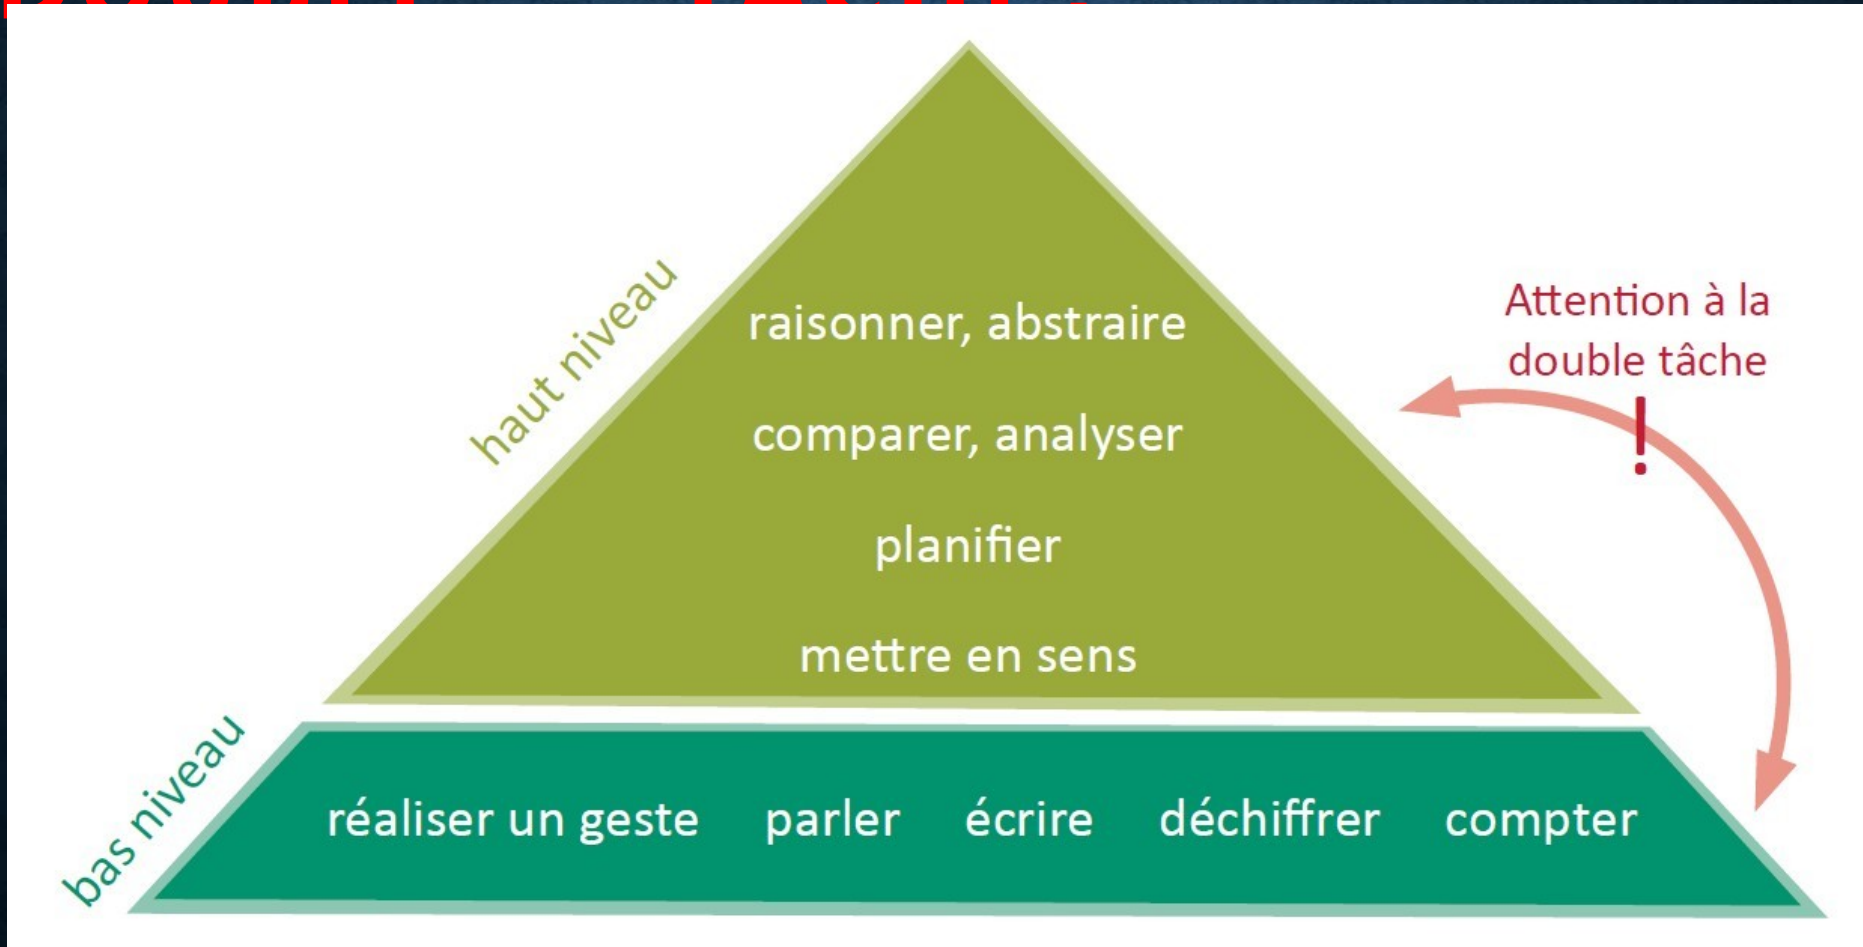 haut niveau
raisonner, abstraire
comparer, analyser
planifier
mettre en sens
Attention à la
double tâche
!
bas niveau
réaliser un geste parler écrire déchiffrer compter